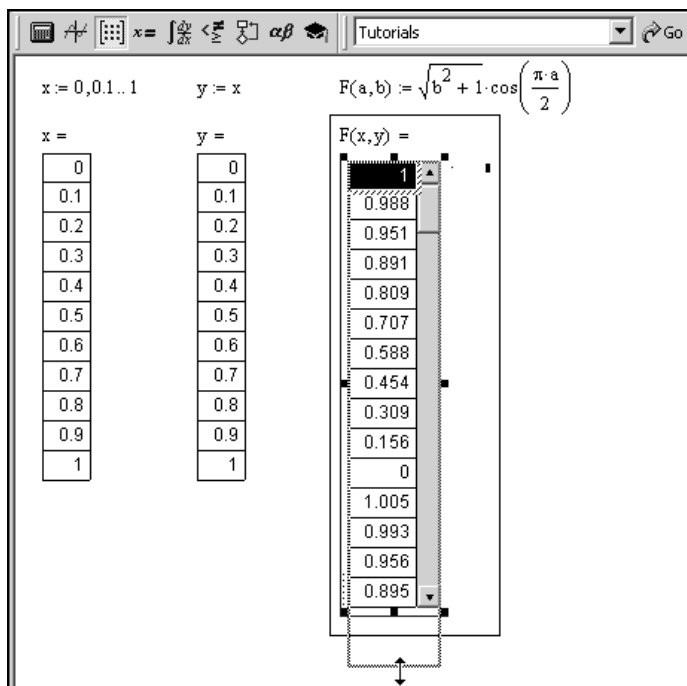 x= ∫dy/dx <≠≥ αβ Tutorials Go
x := 0,0.1..1 y := x F(a,b) := √(b² + 1)·cos(π·a/2)
x = y = F(x,y) =
0 0 1
0.1 0.1 0.988
0.2 0.2 0.951
0.3 0.3 0.891
0.4 0.4 0.809
0.5 0.5 0.707
0.6 0.6 0.588
0.7 0.7 0.454
0.8 0.8 0.309
0.9 0.9 0.156
1 1 0
1.005
0.993
0.956
0.895